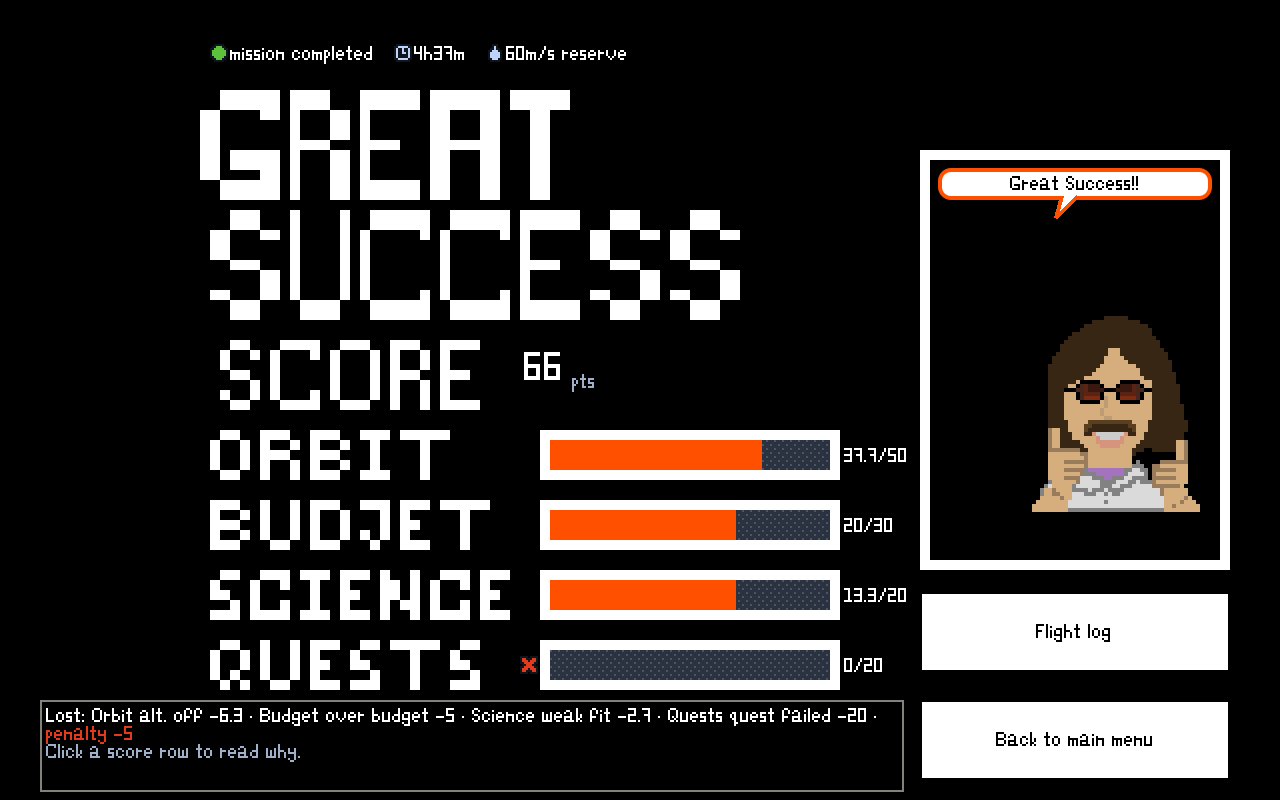 mission completed 4h37m 60m/s reserve
GREAT
SUCCESS
SCORE 66 pts
ORBIT 37.7/50
BUDJET 20/30
SCIENCE 13.3/20
QUESTS 0/20
Lost: Orbit alt. off -6.3 · Budget over budget -5 · Science weak fit -2.7 · Quests quest failed -20 ·
penalty -5
Click a score row to read why.
Great Success!!
Flight log
Back to main menu